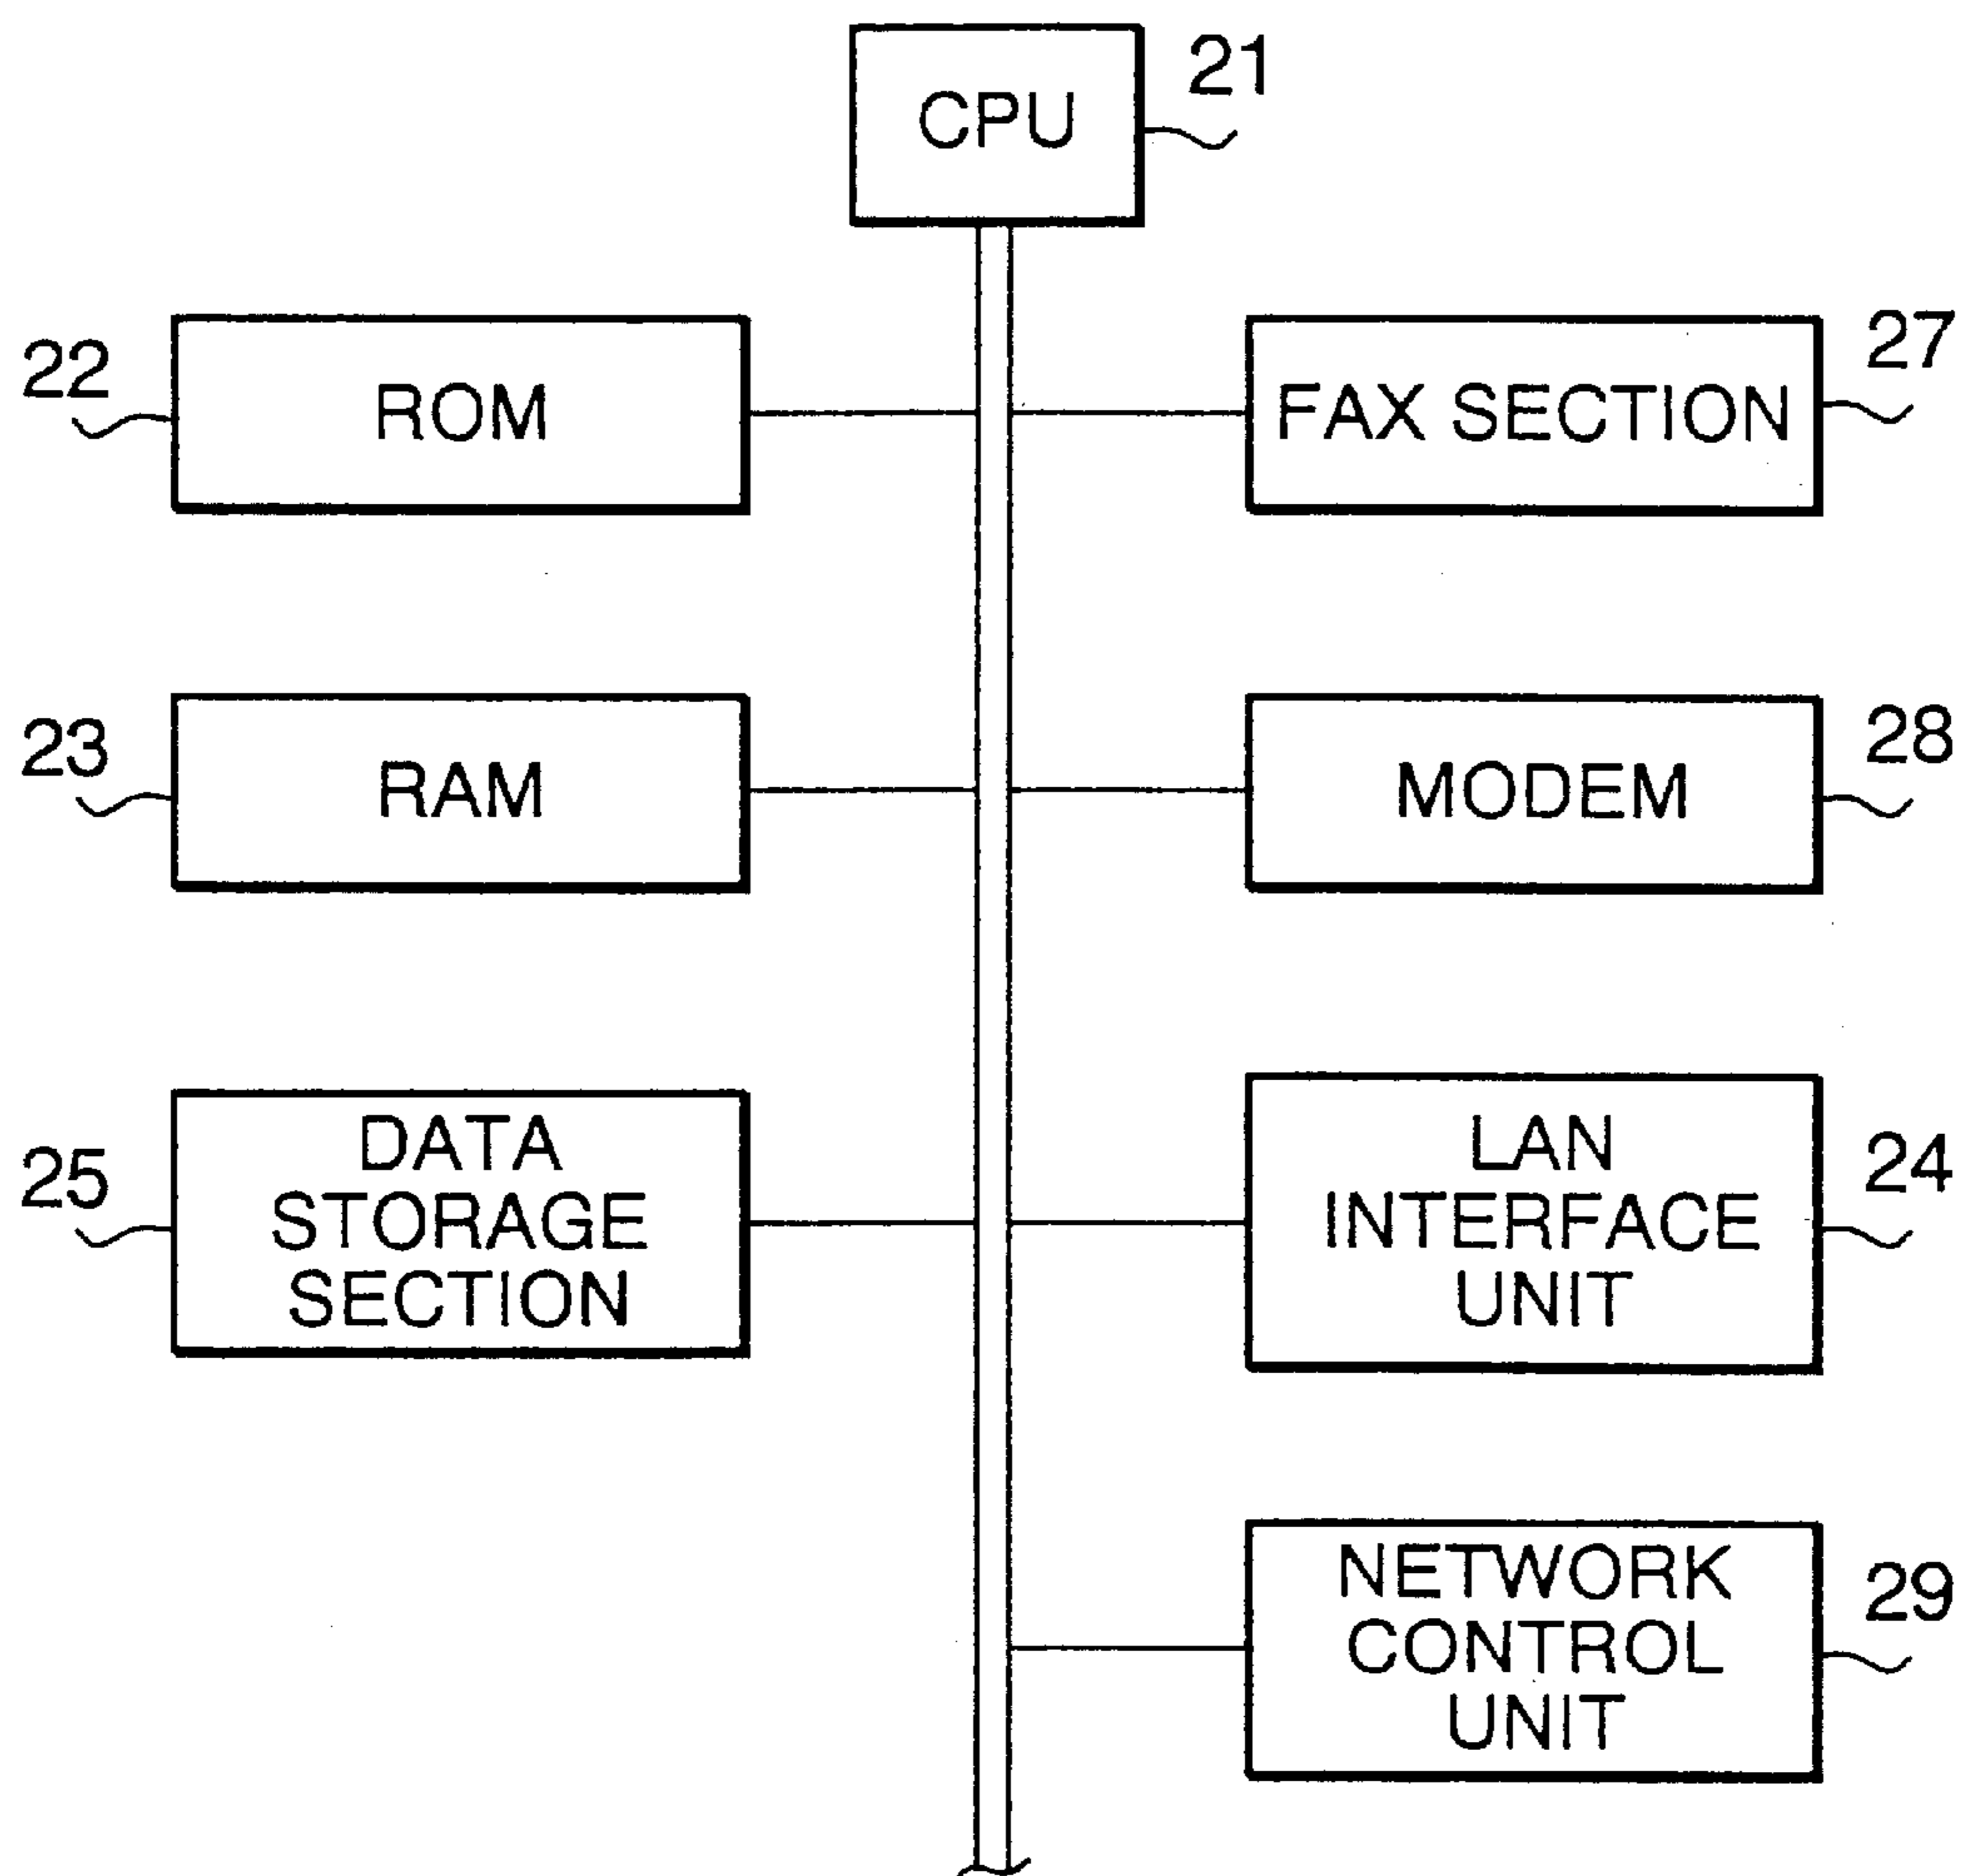 CPU
21
22
ROM
FAX SECTION
27
23
RAM
MODEM
28
25
DATA
STORAGE
SECTION
LAN
INTERFACE
UNIT
24
NETWORK
CONTROL
UNIT
29